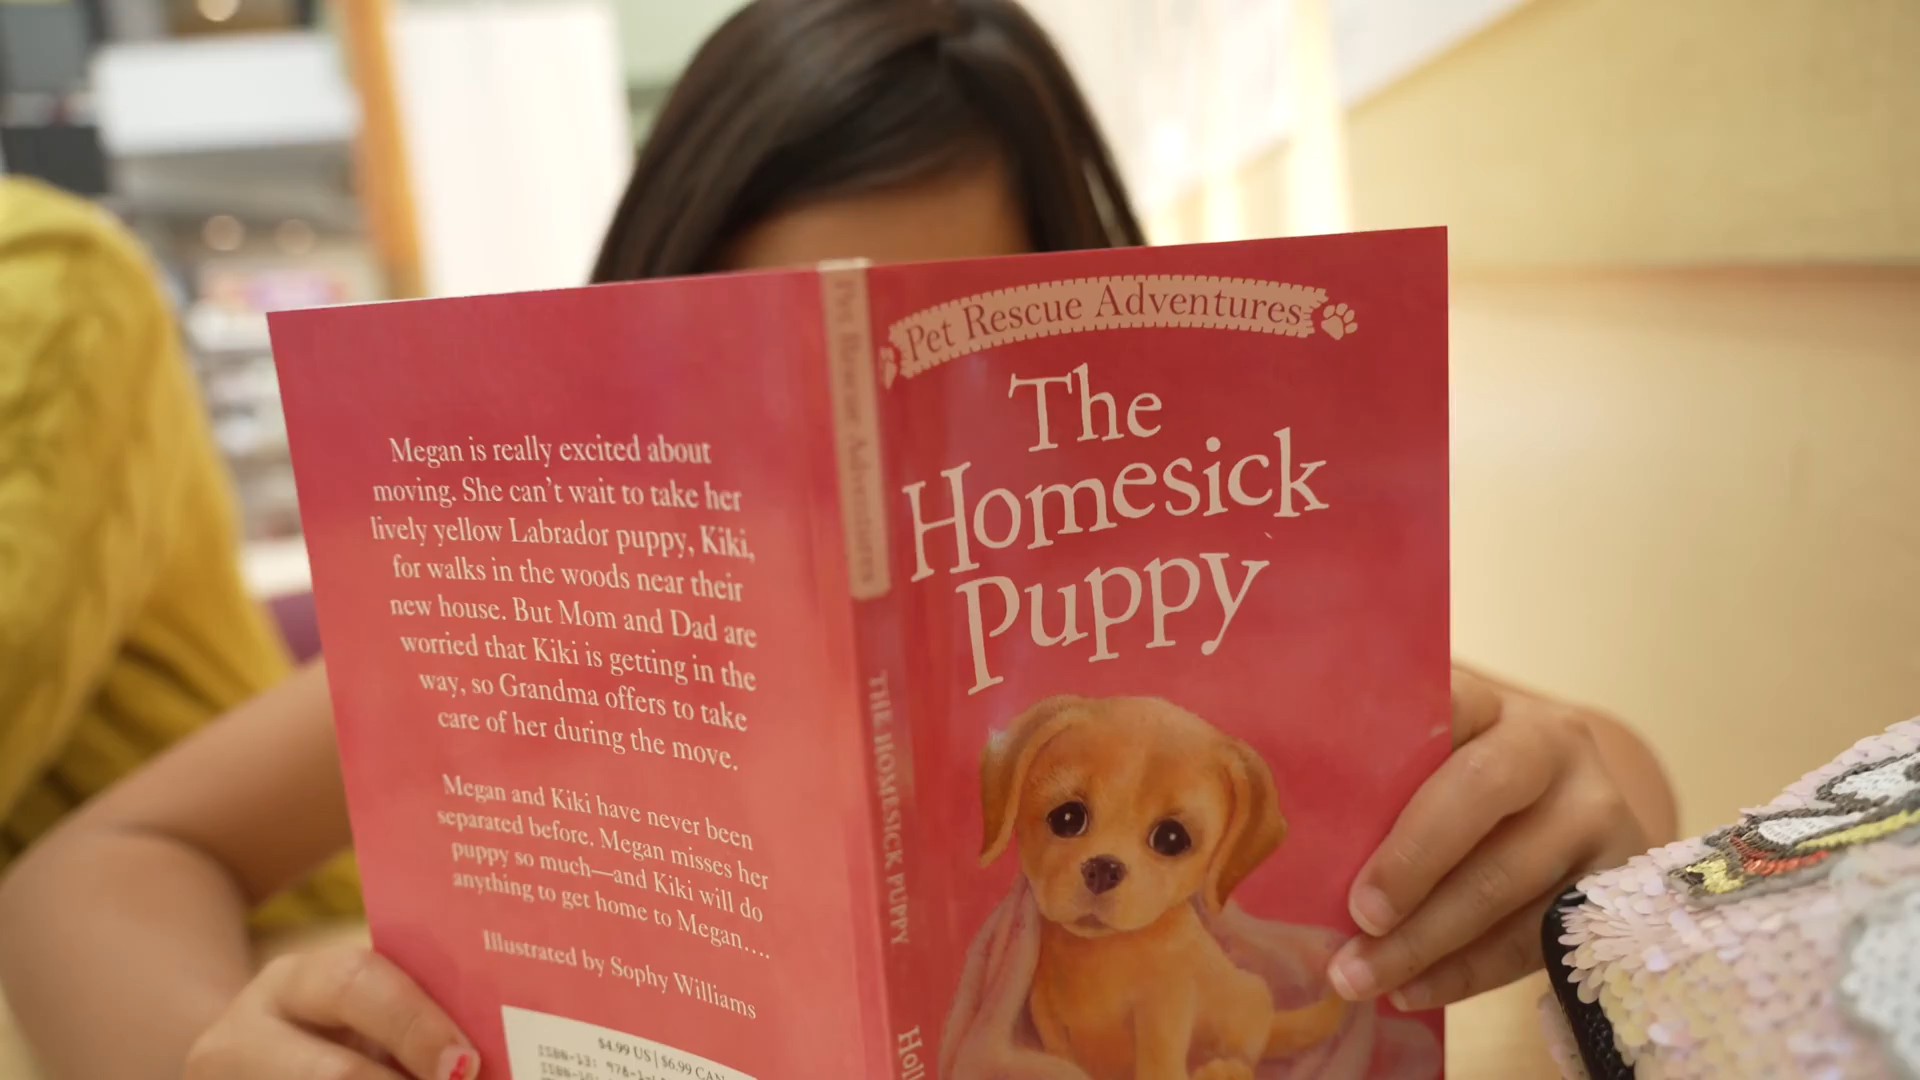 Megan is really excited about
moving. She can't wait to take her
lively yellow Labrador puppy, Kiki,
for walks in the woods near their
new house. But Mom and Dad are
worried that Kiki is getting in the
way, so Grandma offers to take
care of her during the move.
Megan and Kiki have never been
separated before. Megan misses her
puppy so much—and Kiki will do
anything to get home to Megan....
Illustrated by Sophy Williams
$4.99 US | $6.99 CAN
Pet Rescue Adventures
THE HOMESICK PUPPY
Pet Rescue Adventures
The
Homesick
Puppy